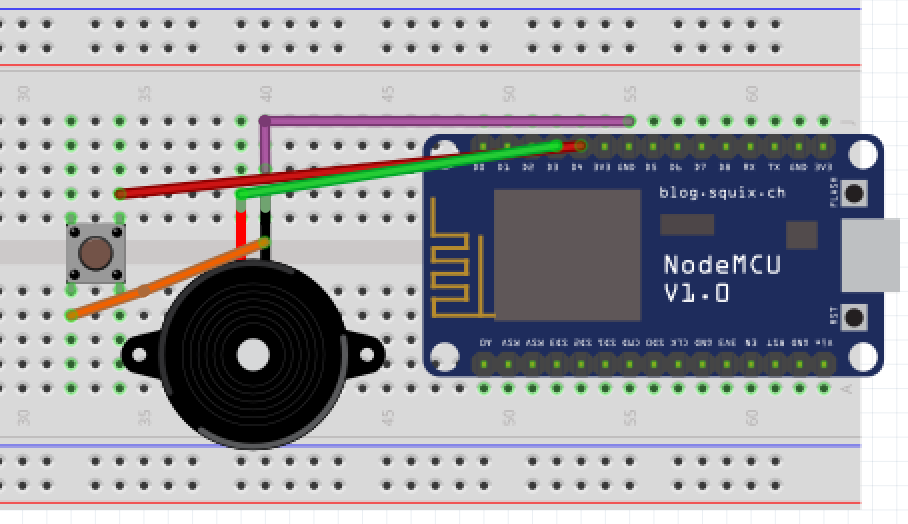 30 35 40 45 50 55 60
J
D0 D1 D2 D3 D4 3V3 GND D5 D6 D7 D8 RX TX GND 3V3
blog.squix.ch
FLASH
NodeMCU
V1.0
RST
A0 RSV RSV SD3 SD2 SD1 CMD SD0 CLK GND 3V3 EN RST GND Vin
A
30 35 45 50 55 60